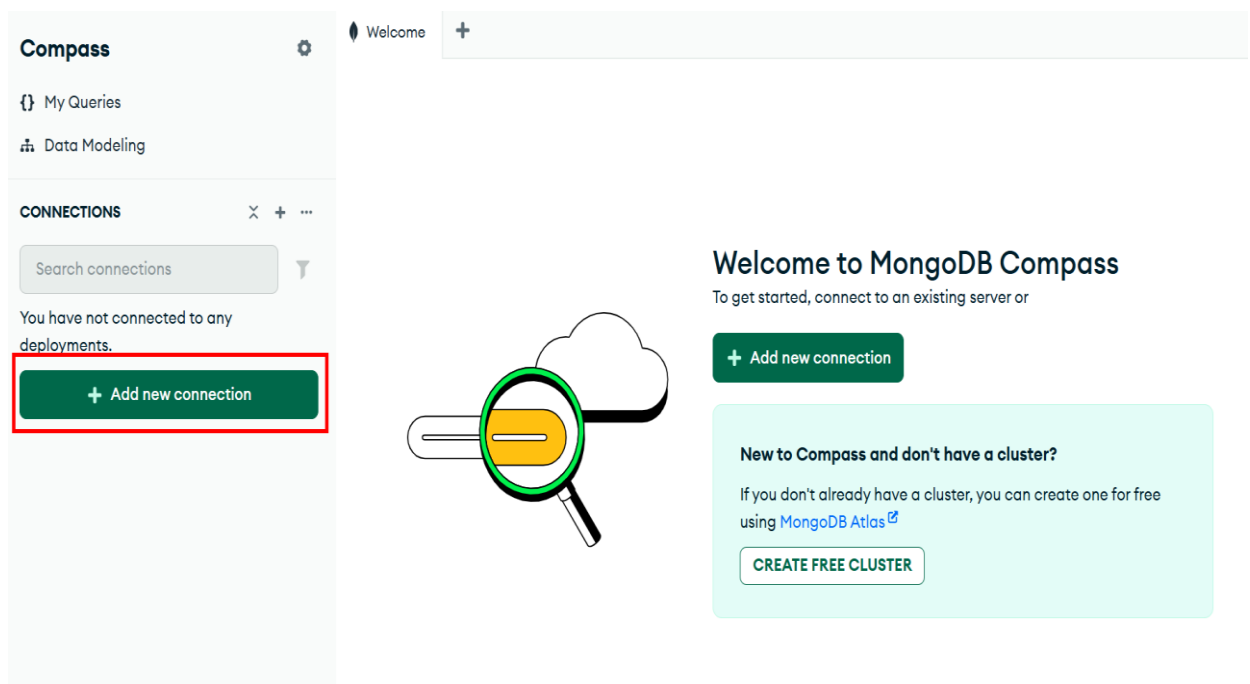 Compass
Welcome
My Queries
Data Modeling
CONNECTIONS
Search connections
You have not connected to any
deployments.
Add new connection
Welcome to MongoDB Compass
To get started, connect to an existing server or
Add new connection
New to Compass and don't have a cluster?
If you don't already have a cluster, you can create one for free
using MongoDB Atlas
CREATE FREE CLUSTER